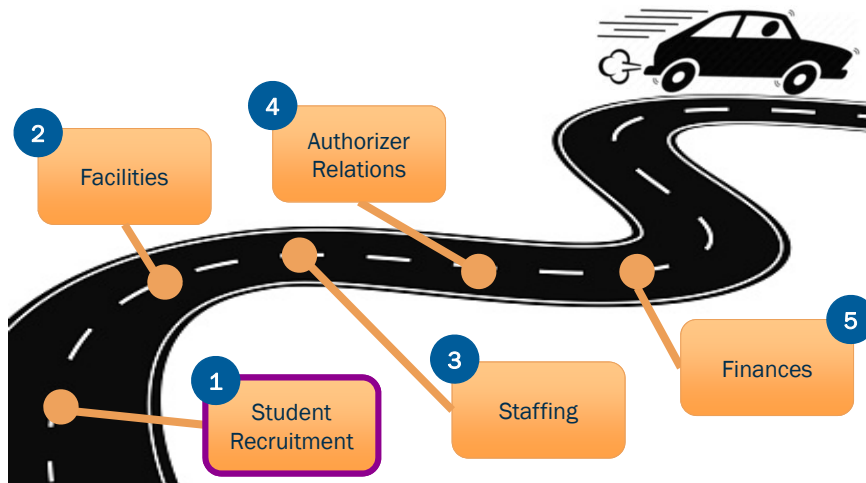 1
Student
Recruitment
2
Facilities
3
Staffing
4
Authorizer
Relations
5
Finances